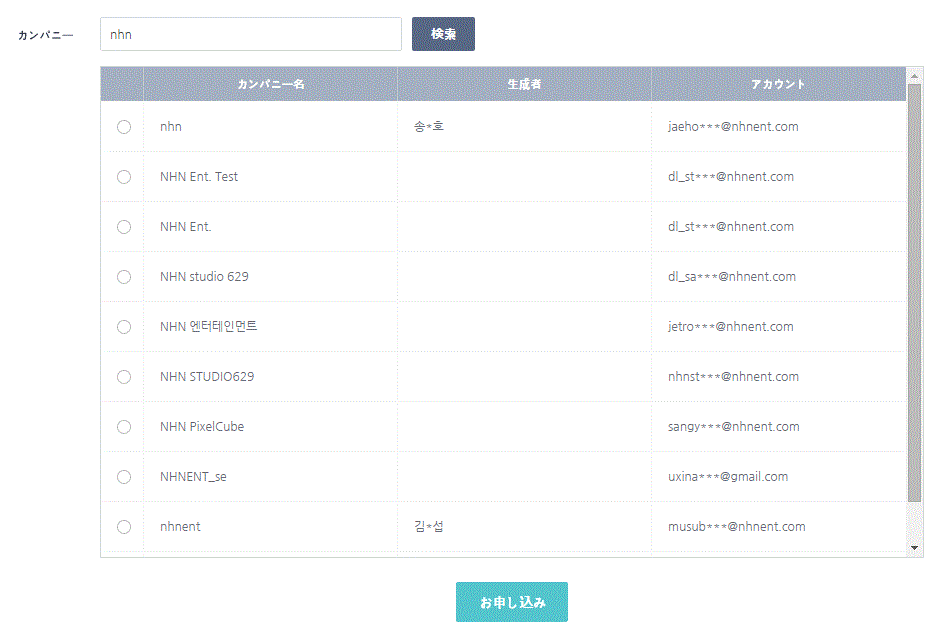 カンパニー nhn 検索
カンパニー名 生成者 アカウント
nhn 송*호 jaeho***@nhnent.com
NHN Ent. Test dl_st***@nhnent.com
NHN Ent. dl_st***@nhnent.com
NHN studio 629 dl_sa***@nhnent.com
NHN 엔터테인먼트 jetro***@nhnent.com
NHN STUDIO629 nhnst***@nhnent.com
NHN PixelCube sangy***@nhnent.com
NHNENT_se uxina***@gmail.com
nhnent 김*섭 musub***@nhnent.com
お申し込み